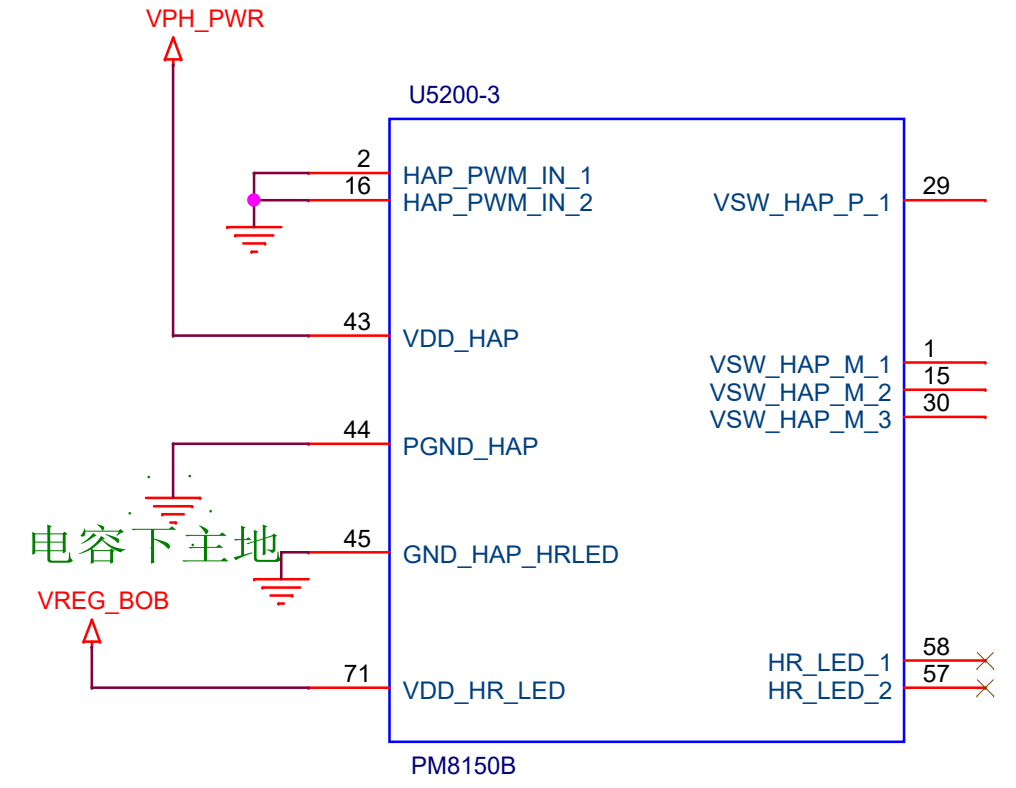 VPH_PWR
U5200-3
2
HAP_PWM_IN_1
16
HAP_PWM_IN_2
VSW_HAP_P_1
29
43
VDD_HAP
VSW_HAP_M_1
1
VSW_HAP_M_2
15
VSW_HAP_M_3
30
44
PGND_HAP
电容下主地
45
GND_HAP_HRLED
VREG_BOB
71
VDD_HR_LED
HR_LED_1
58
HR_LED_2
57
PM8150B